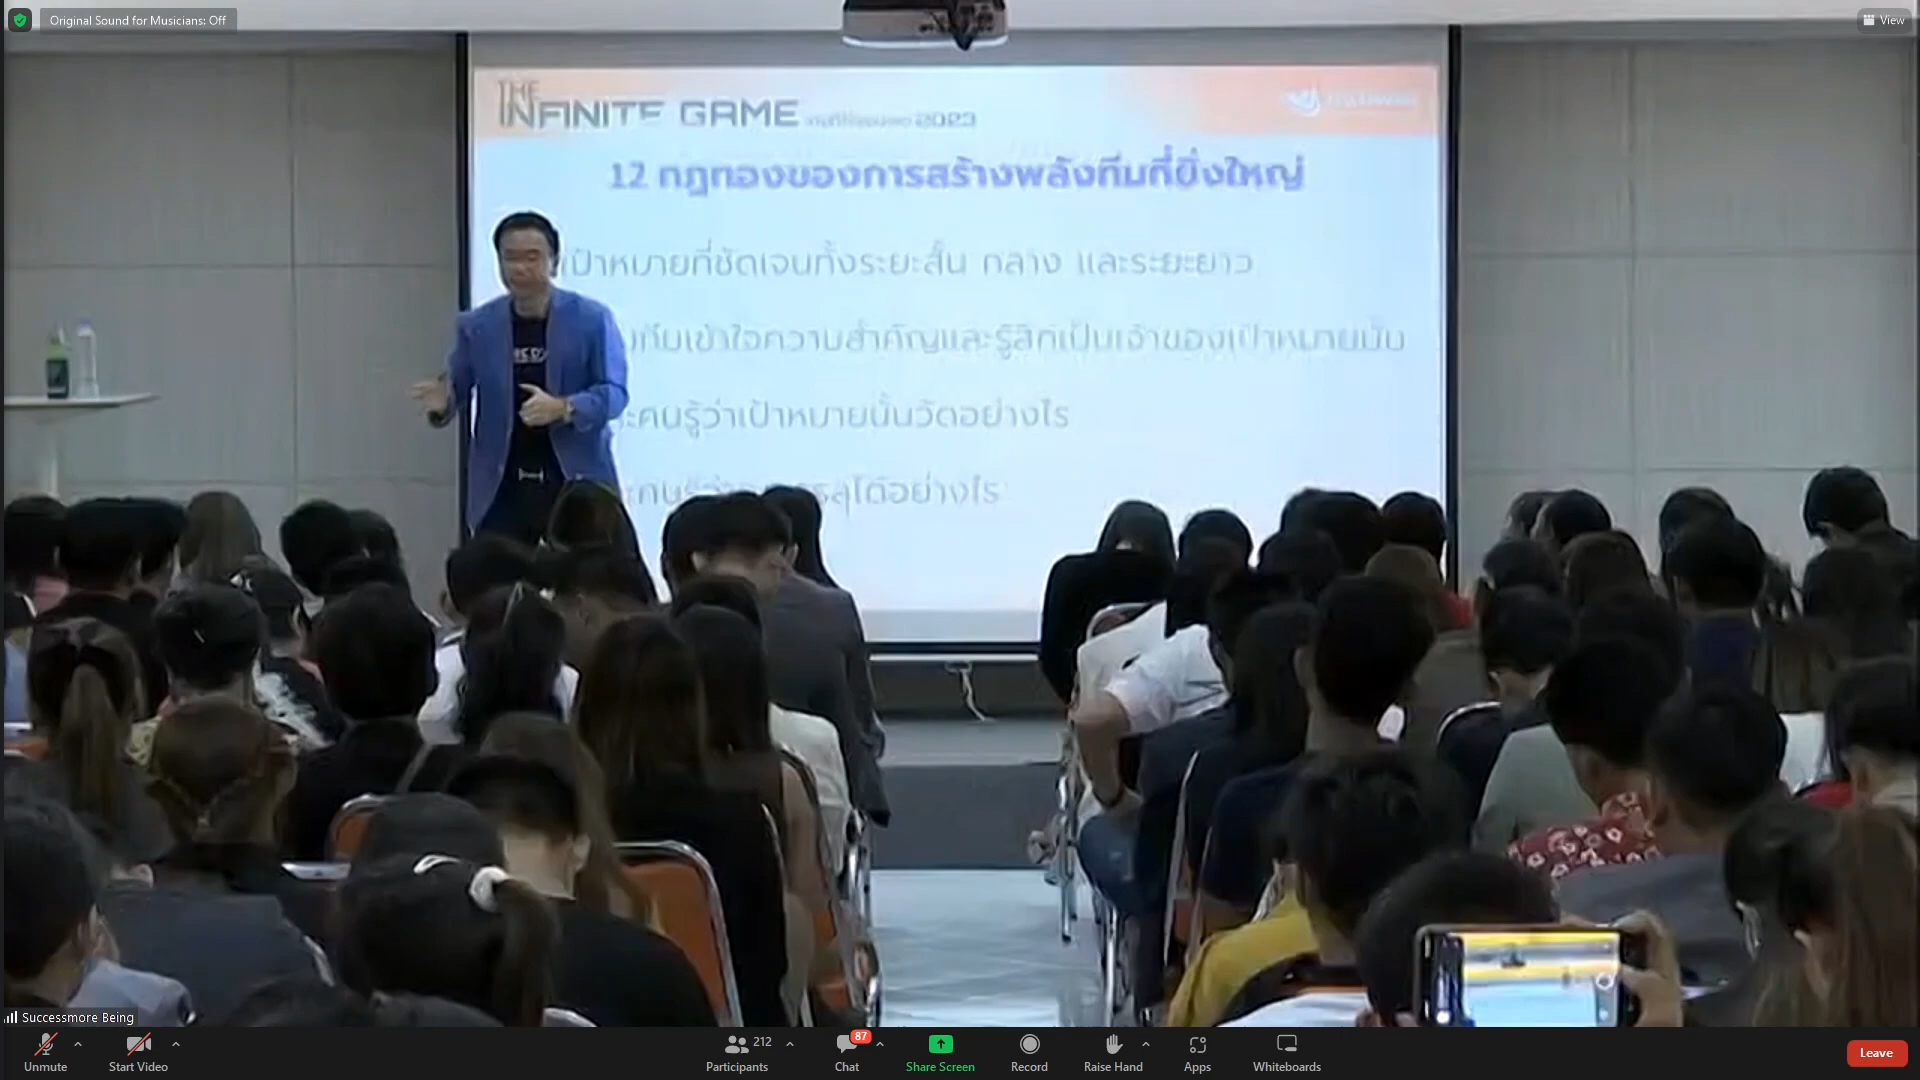 Original Sound for Musicians: Off
View
THE
INFINITE GAME 2023
12 กฎทองของการสร้างพลังทีมที่ยิ่งใหญ่
เป้าหมายที่ชัดเจนทั้งระยะสั้น กลาง และระยะยาว
เข้าใจความสำคัญและรู้สึกเป็นเจ้าของเป้าหมายนั้น
คนรู้ว่าเป้าหมายนั้นวัดอย่างไร
ได้อย่างไร
Successmore Being
Unmute
Start Video
212
Participants
87
Chat
Share Screen
Record
Raise Hand
Apps
Whiteboards
Leave